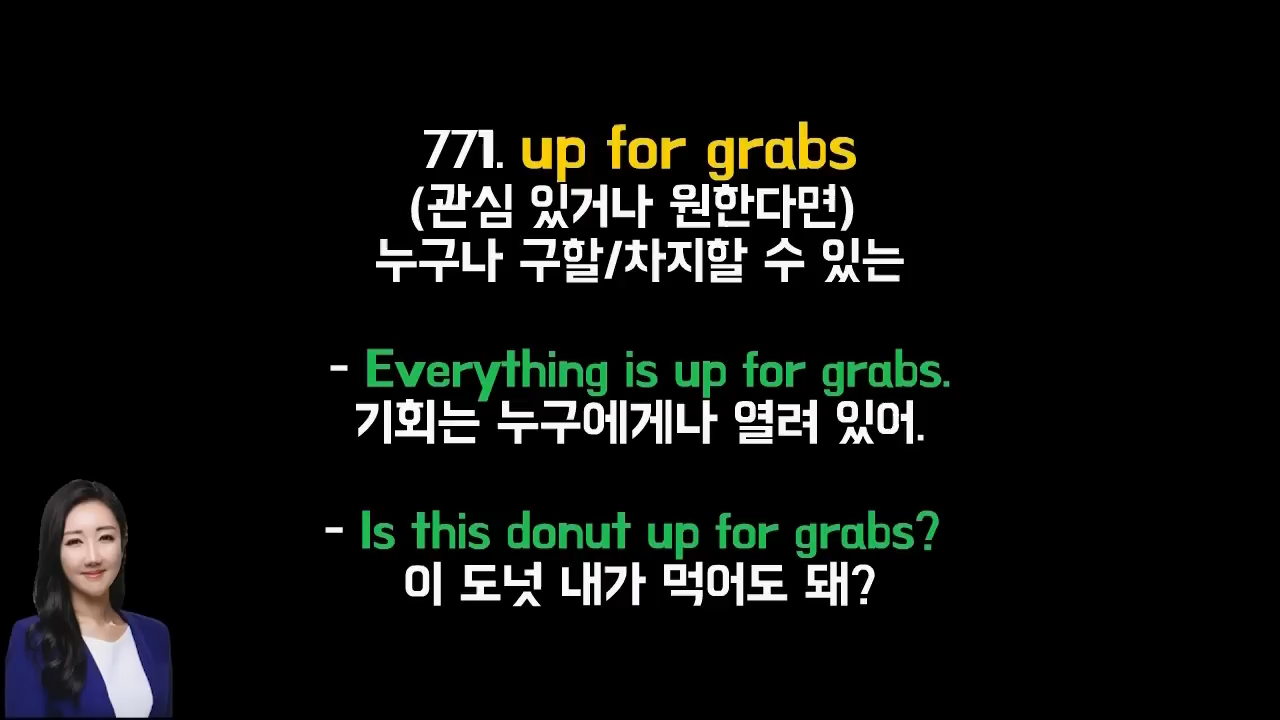 771. up for grabs
(관심 있거나 원한다면)
누구나 구할/차지할 수 있는
- Everything is up for grabs.
기회는 누구에게나 열려 있어.
- Is this donut up for grabs?
이 도넛 내가 먹어도 돼?